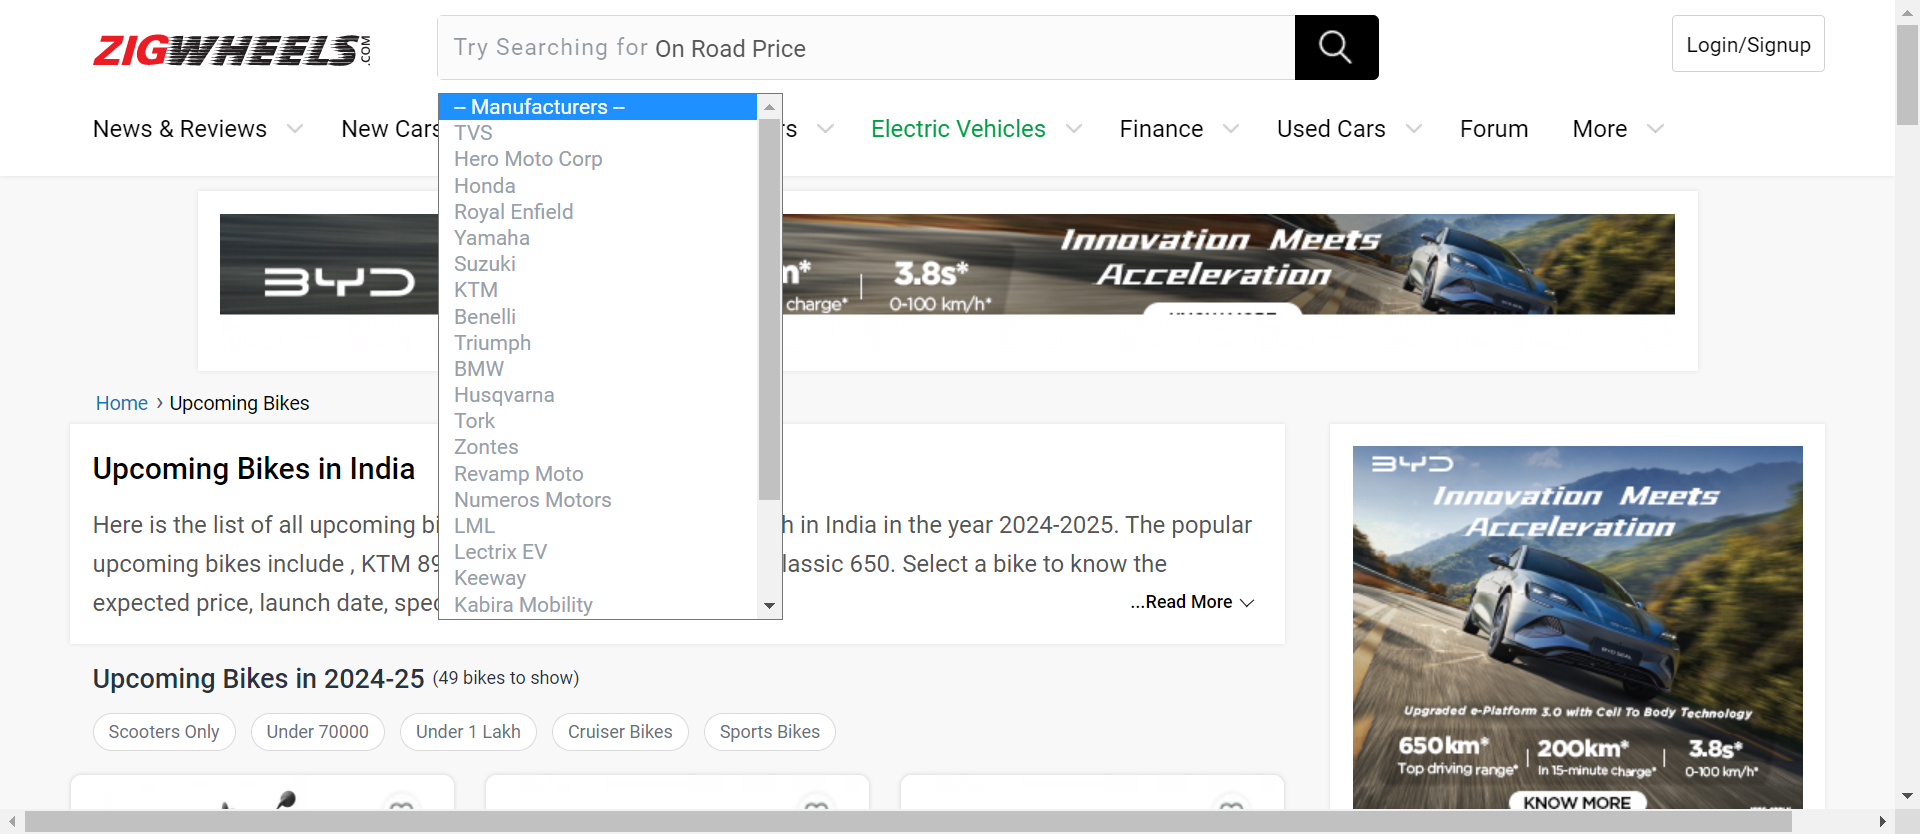 ZIGWHEELS.COM
Try Searching for On Road Price
Login/Signup
News & Reviews
New Cars
Electric Vehicles
Finance
Used Cars
Forum
More
-- Manufacturers --
TVS
Hero Moto Corp
Honda
Royal Enfield
Yamaha
Suzuki
KTM
Benelli
Triumph
BMW
Husqvarna
Tork
Zontes
Revamp Moto
Numeros Motors
LML
Lectrix EV
Keeway
Kabira Mobility
BYD
charge*
3.8s*
0-100 km/h*
Innovation Meets
Acceleration
KNOW MORE
Home › Upcoming Bikes
Upcoming Bikes in India
Here is the list of all upcoming bi h in India in the year 2024-2025. The popular
upcoming bikes include , KTM 89 lassic 650. Select a bike to know the
expected price, launch date, spec ...Read More
Upcoming Bikes in 2024-25 (49 bikes to show)
Scooters Only
Under 70000
Under 1 Lakh
Cruiser Bikes
Sports Bikes
BYD
Innovation Meets
Acceleration
BYD SEAL
Upgraded e-Platform 3.0 with Cell To Body Technology
650km*
Top driving range*
200km*
In 15-minute charge*
3.8s*
0-100 km/h*
KNOW MORE